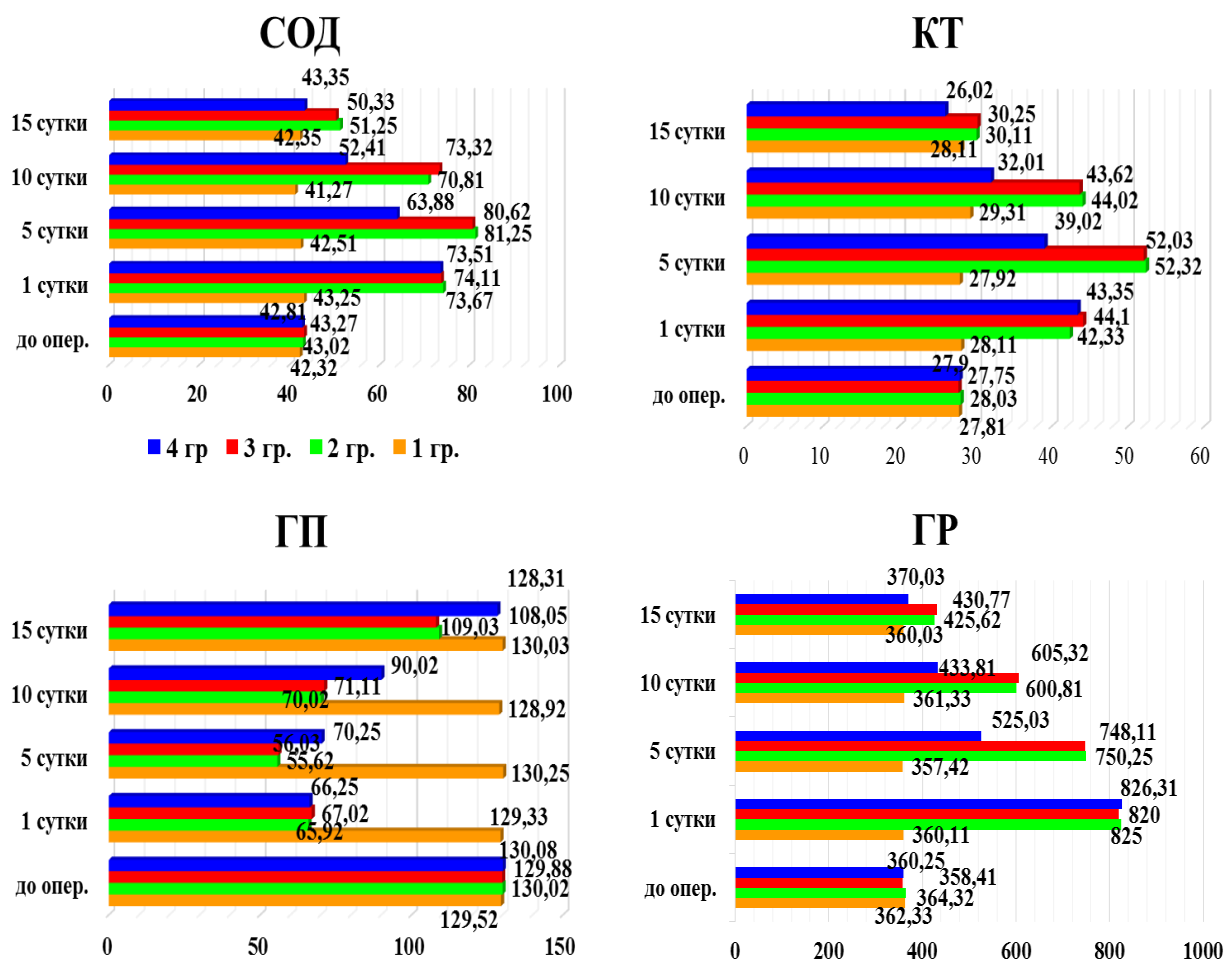 СОД
43,35
15 сутки
50,33
51,25
42,35
52,41
73,32
10 сутки
70,81
41,27
63,88
80,62
5 сутки
81,25
42,51
73,51
1 сутки
74,11
43,25
73,67
42,81
43,27
до опер.
43,02
42,32
0 20 40 60 80 100
4 гр 3 гр. 2 гр. 1 гр.
КТ
26,02
15 сутки
30,25
30,11
28,11
32,01
43,62
10 сутки
44,02
29,31
39,02
52,03
5 сутки
52,32
27,92
43,35
1 сутки
44,1
42,33
28,11
27,9
27,75
до опер.
28,03
27,81
0 10 20 30 40 50 60
ГП
128,31
108,05
15 сутки
109,03
130,03
90,02
10 сутки
71,11
70,02
128,92
70,25
5 сутки
56,03
55,62
130,25
66,25
1 сутки
67,02
129,33
65,92
130,08
129,88
до опер.
130,02
129,52
0 50 100 150
ГР
370,03
15 сутки
430,77
425,62
360,03
605,32
10 сутки
433,81
600,81
361,33
525,03
748,11
5 сутки
750,25
357,42
826,31
1 сутки
820
360,11
825
360,25
358,41
до опер.
364,32
362,33
0 200 400 600 800 1000